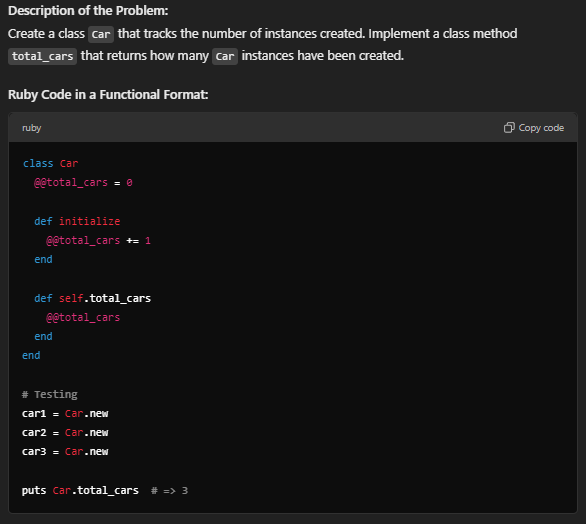 Description of the Problem:
Create a class Car that tracks the number of instances created. Implement a class method
total_cars that returns how many Car instances have been created.
Ruby Code in a Functional Format:
ruby
Copy code
class Car
  @@total_cars = 0
  def initialize
    @@total_cars += 1
  end
  def self.total_cars
    @@total_cars
  end
end
# Testing
car1 = Car.new
car2 = Car.new
car3 = Car.new
puts Car.total_cars  # => 3